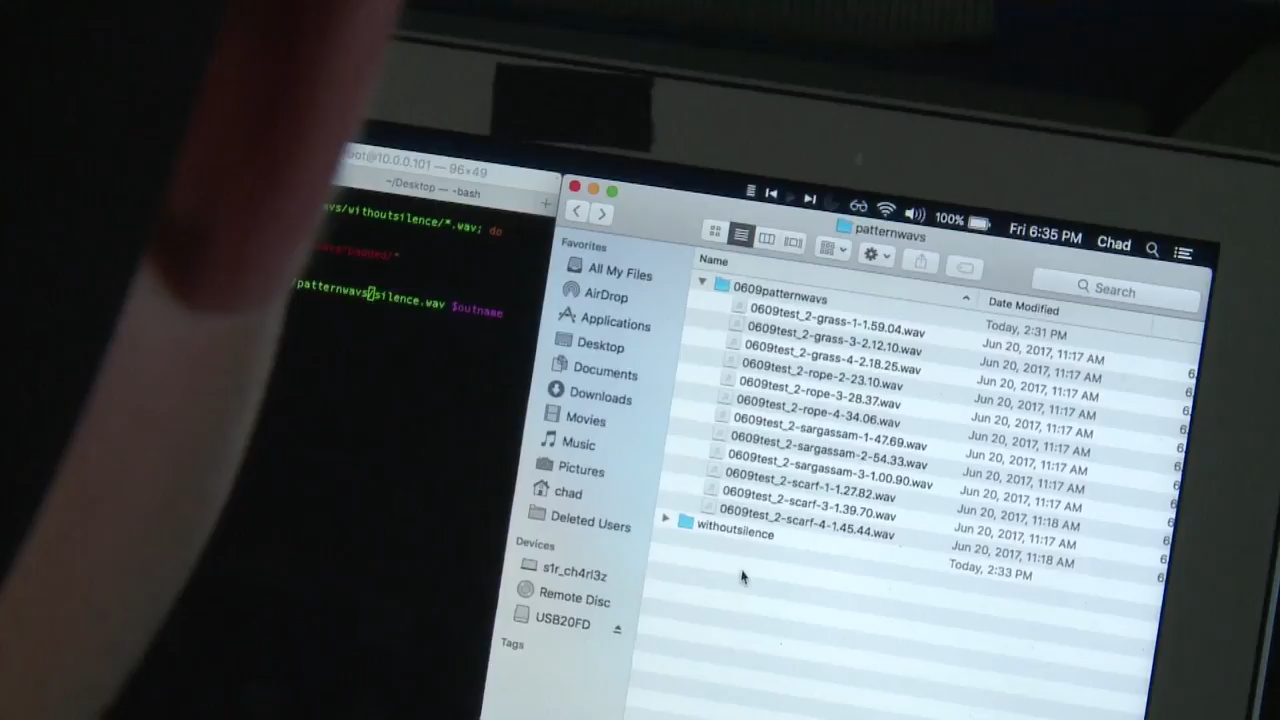 oot@10.0.0.101 — 96×49
~/Desktop — -bash
vs/withoutsilence/*.wav; do
/patternwavs/silence.wav $outname
100% Fri 6:35 PM Chad
patternwavs
Search
Favorites
All My Files
AirDrop
Applications
Desktop
Documents
Downloads
Movies
Music
Pictures
chad
Deleted Users
Devices
s1r_ch4rl3z
Remote Disc
USB20FD
Tags
Name
Date Modified
0609patternwavs
Today, 2:31 PM
0609test_2-grass-1-1.59.04.wav
Jun 20, 2017, 11:17 AM
0609test_2-grass-3-2.12.10.wav
Jun 20, 2017, 11:17 AM
0609test_2-grass-4-2.18.25.wav
Jun 20, 2017, 11:17 AM
0609test_2-rope-2-23.10.wav
Jun 20, 2017, 11:17 AM
0609test_2-rope-3-28.37.wav
Jun 20, 2017, 11:17 AM
0609test_2-rope-4-34.06.wav
Jun 20, 2017, 11:17 AM
0609test_2-sargassam-1-47.69.wav
Jun 20, 2017, 11:17 AM
0609test_2-sargassam-2-54.33.wav
Jun 20, 2017, 11:17 AM
0609test_2-sargassam-3-1.00.90.wav
Jun 20, 2017, 11:17 AM
0609test_2-scarf-1-1.27.82.wav
Jun 20, 2017, 11:18 AM
0609test_2-scarf-3-1.39.70.wav
Jun 20, 2017, 11:17 AM
0609test_2-scarf-4-1.45.44.wav
Jun 20, 2017, 11:18 AM
withoutsilence
Today, 2:33 PM